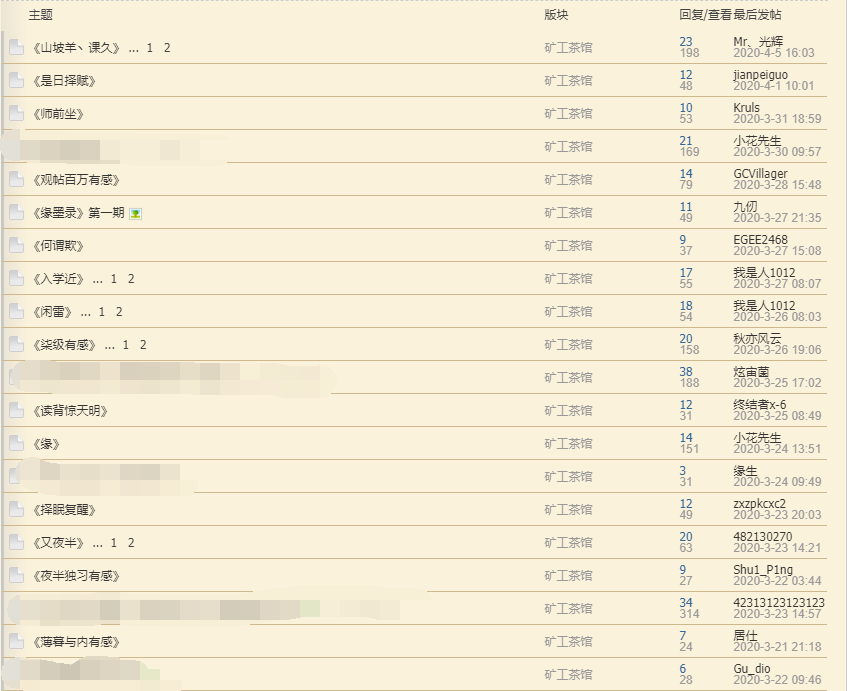 主题 版块 回复/查看 最后发帖
《山坡羊丶课久》 ... 1 2 矿工茶馆 23 Mr、光辉
198 2020-4-5 16:03
《是日择赋》 矿工茶馆 12 jianpeiguo
48 2020-4-1 10:01
《师前坐》 矿工茶馆 10 Kruls
53 2020-3-31 18:59
矿工茶馆 21 小花先生
169 2020-3-30 09:57
《观帖百万有感》 矿工茶馆 14 GCVillager
79 2020-3-28 15:48
《缘墨录》第一期 矿工茶馆 11 九仞
49 2020-3-27 21:35
《何谓欺》 矿工茶馆 9 EGEE2468
37 2020-3-27 15:08
《入学近》 ... 1 2 矿工茶馆 17 我是人1012
55 2020-3-27 08:07
《闲雷》 ... 1 2 矿工茶馆 18 我是人1012
54 2020-3-26 08:03
《柒级有感》 ... 1 2 矿工茶馆 20 秋亦风云
158 2020-3-26 19:06
矿工茶馆 38 炫宙菌
188 2020-3-25 17:02
《读背惊天明》 矿工茶馆 12 终结者x-6
31 2020-3-25 08:49
《缘》 矿工茶馆 14 小花先生
151 2020-3-24 13:51
矿工茶馆 3 缘生
31 2020-3-24 09:49
《择眠复醒》 矿工茶馆 12 zxzpkcxc2
49 2020-3-23 20:03
《又夜半》 ... 1 2 矿工茶馆 20 482130270
63 2020-3-23 14:21
《夜半独习有感》 矿工茶馆 9 Shu1_P1ng
27 2020-3-22 03:44
矿工茶馆 34 42313123123123
314 2020-3-23 14:57
《薄暮与内有感》 矿工茶馆 7 居仕
24 2020-3-21 21:18
矿工茶馆 6 Gu_dio
28 2020-3-22 09:46